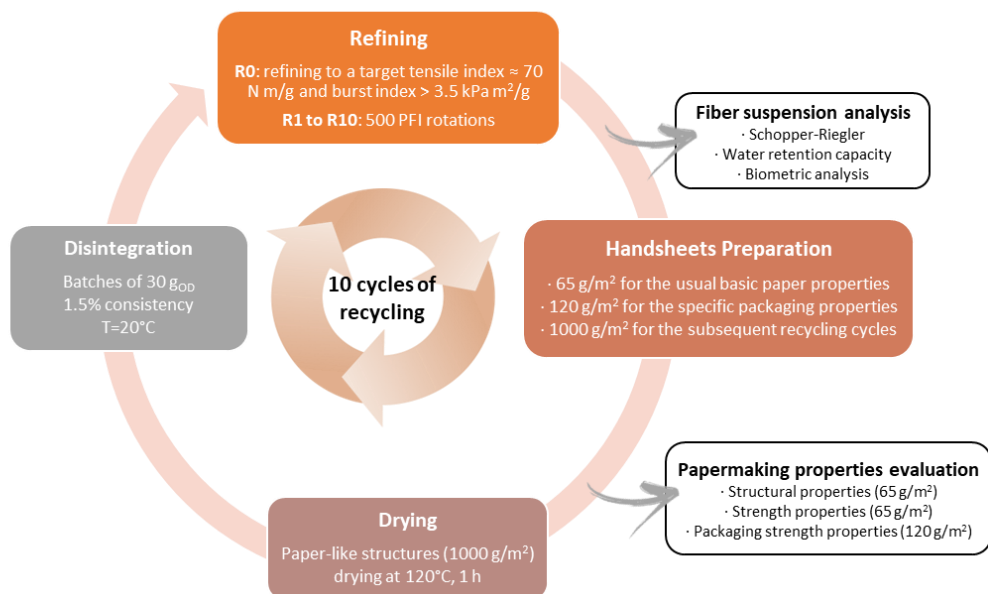 Refining
R0: refining to a target tensile index ≈ 70
N m/g and burst index > 3.5 kPa m²/g
R1 to R10: 500 PFI rotations
Fiber suspension analysis
· Schopper-Riegler
· Water retention capacity
· Biometric analysis
Disintegration
Batches of 30 gOD
1.5% consistency
T=20°C
10 cycles of
recycling
Handsheets Preparation
· 65 g/m² for the usual basic paper properties
· 120 g/m² for the specific packaging properties
· 1000 g/m² for the subsequent recycling cycles
Papermaking properties evaluation
· Structural properties (65 g/m²)
· Strength properties (65 g/m²)
· Packaging strength properties (120 g/m²)
Drying
Paper-like structures (1000 g/m²)
drying at 120°C, 1 h